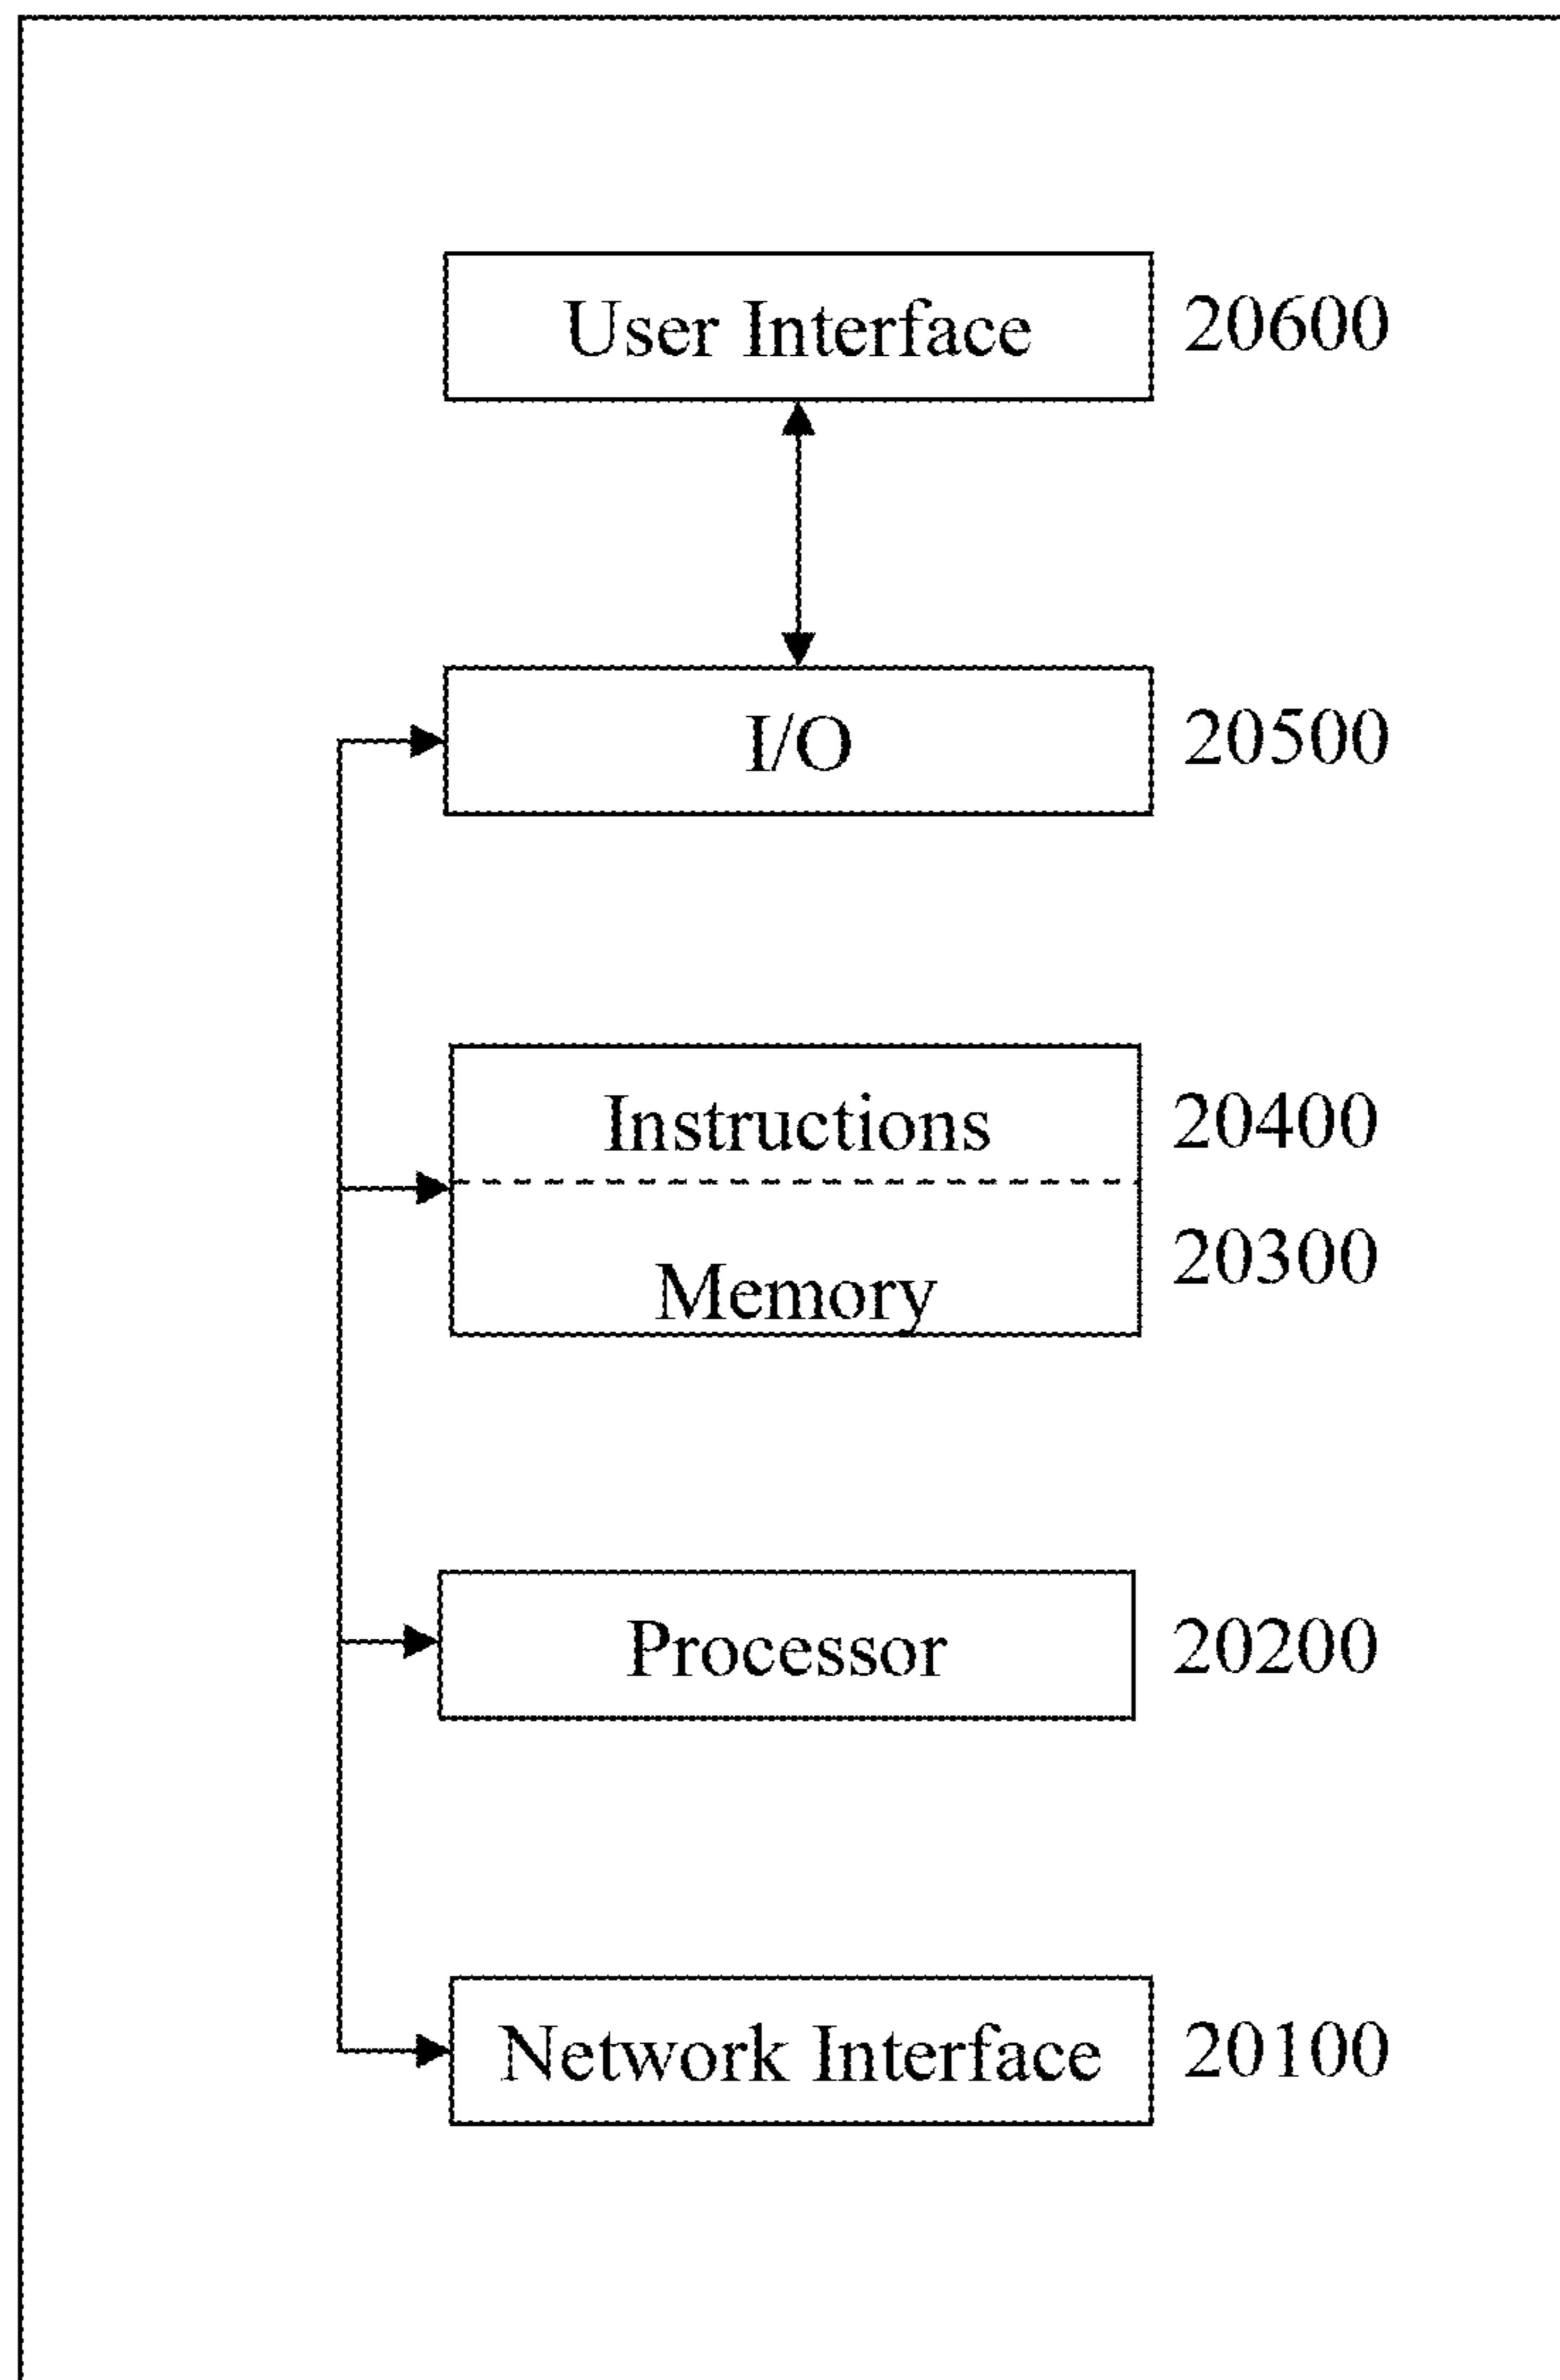 User Interface 20600
I/O 20500
Instructions 20400
Memory 20300
Processor 20200
Network Interface 20100